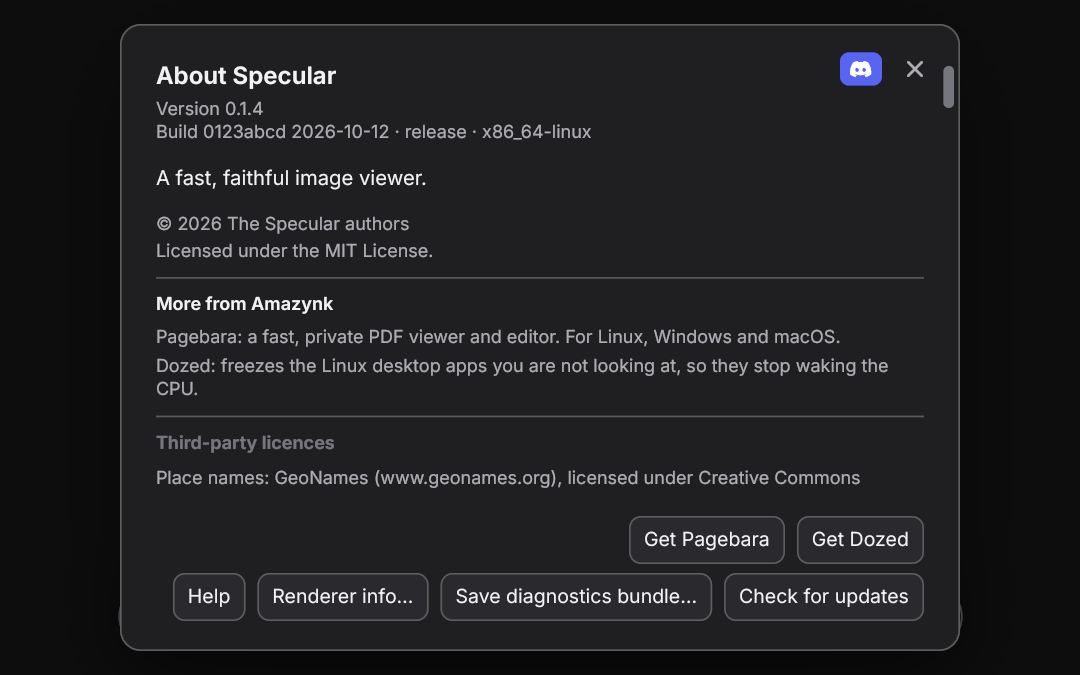 About Specular
Version 0.1.4
Build 0123abcd 2026-10-12 · release · x86_64-linux
A fast, faithful image viewer.
© 2026 The Specular authors
Licensed under the MIT License.
More from Amazynk
Pagebara: a fast, private PDF viewer and editor. For Linux, Windows and macOS.
Dozed: freezes the Linux desktop apps you are not looking at, so they stop waking the
CPU.
Third-party licences
Place names: GeoNames (www.geonames.org), licensed under Creative Commons
Get Pagebara
Get Dozed
Help
Renderer info...
Save diagnostics bundle...
Check for updates